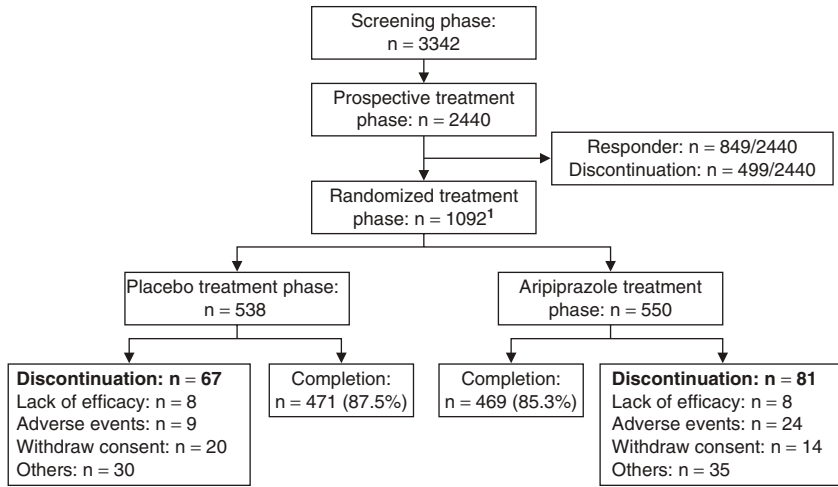 Screening phase:
n = 3342
Prospective treatment
phase: n = 2440
Responder: n = 849/2440
Discontinuation: n = 499/2440
Randomized treatment
phase: n = 1092¹
Placebo treatment phase:
n = 538
Aripiprazole treatment
phase: n = 550
Discontinuation: n = 67
Lack of efficacy: n = 8
Adverse events: n = 9
Withdraw consent: n = 20
Others: n = 30
Completion:
n = 471 (87.5%)
Completion:
n = 469 (85.3%)
Discontinuation: n = 81
Lack of efficacy: n = 8
Adverse events: n = 24
Withdraw consent: n = 14
Others: n = 35